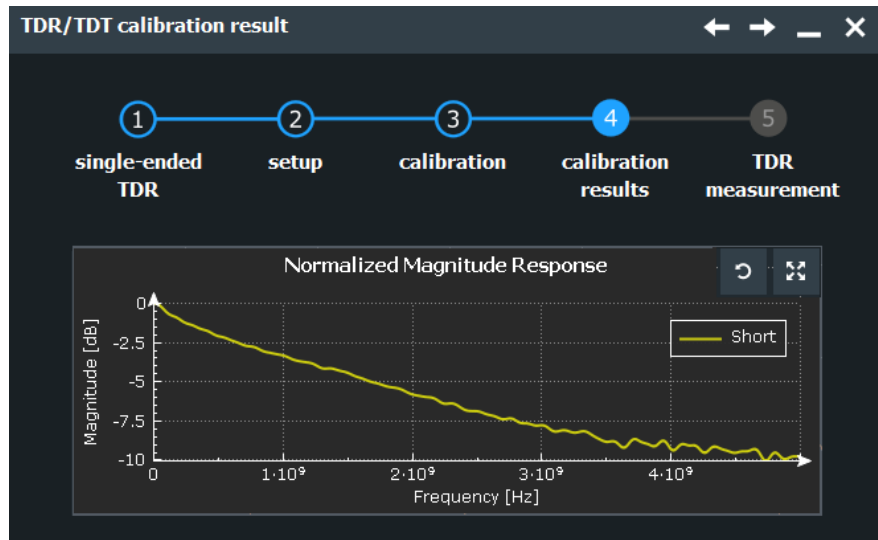 TDR/TDT calibration result
1 2 3 4 5
single-ended TDR
setup
calibration
calibration results
TDR measurement
Normalized Magnitude Response
Magnitude [dB]
0
-2.5
-5
-7.5
-10
Short
0 1·10⁹ 2·10⁹ 3·10⁹ 4·10⁹
Frequency [Hz]